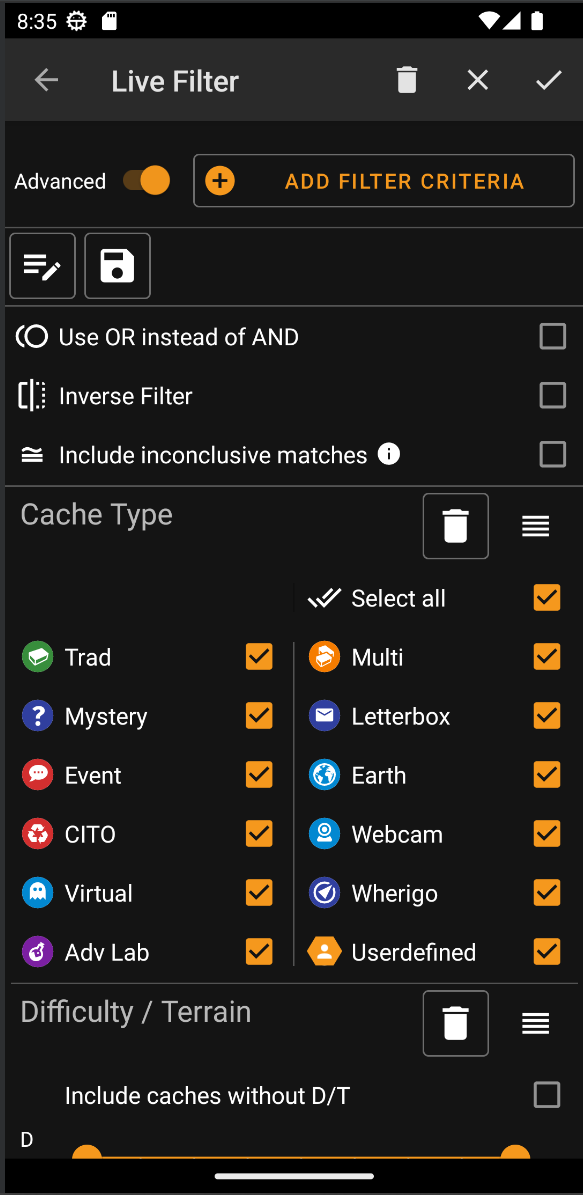 8:35
Live Filter
Advanced
ADD FILTER CRITERIA
Use OR instead of AND
Inverse Filter
Include inconclusive matches
Cache Type
Select all
Trad Multi
Mystery Letterbox
Event Earth
CITO Webcam
Virtual Wherigo
Adv Lab Userdefined
Difficulty / Terrain
Include caches without D/T
D